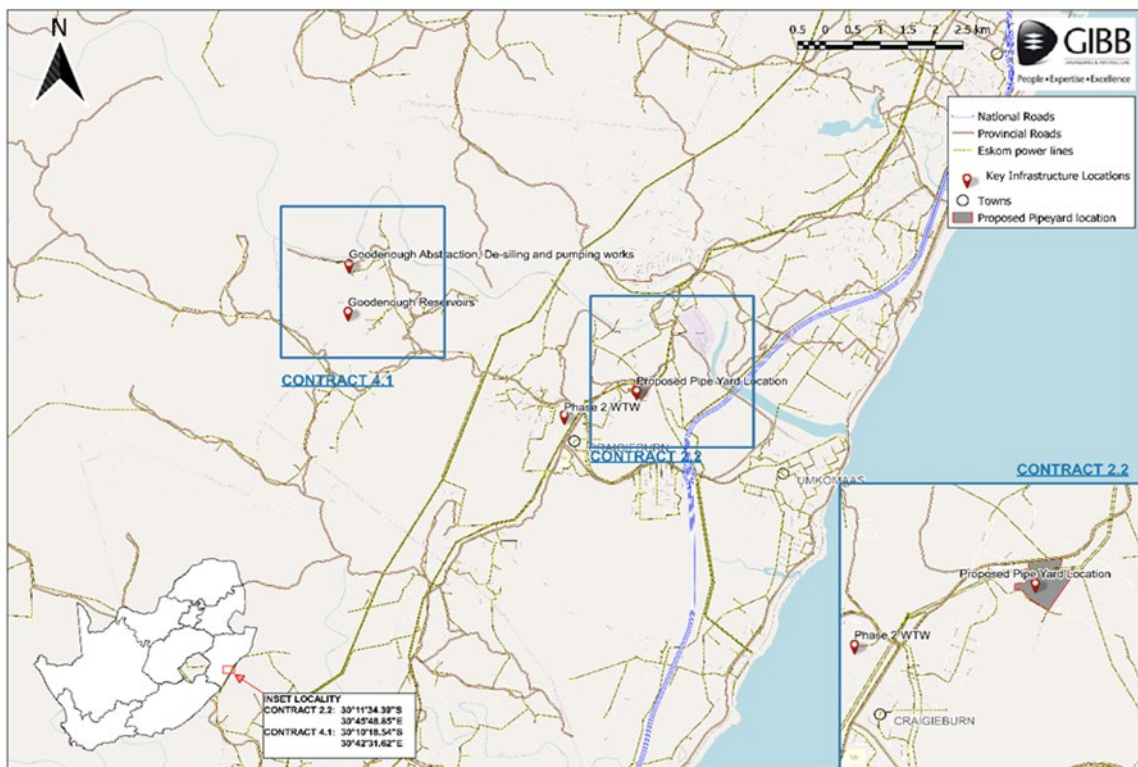 N
0.5 0 0.5 1 1.5 2 2.5 km
GIBB
ENGINEERING & ARCHITECTURE
People •Expertise •Excellence
National Roads
Provincial Roads
Eskom power lines
Key Infrastructure Locations
Towns
Proposed Pipeyard location
Goodenough Abstraction, De-siling and pumping works
Goodenough Reservoirs
CONTRACT 4.1
Proposed Pipe Yard Location
Phase 2 WTW
CRAIGIEBURN
CONTRACT 2.2
UMKOMAAS
CONTRACT 2.2
Proposed Pipe Yard Location
Phase 2 WTW
CRAIGIEBURN
INSET LOCALITY
CONTRACT 2.2: 30°11'34.39"S
30°45'48.85"E
CONTRACT 4.1: 30°10'18.54"S
30°42'31.62"E